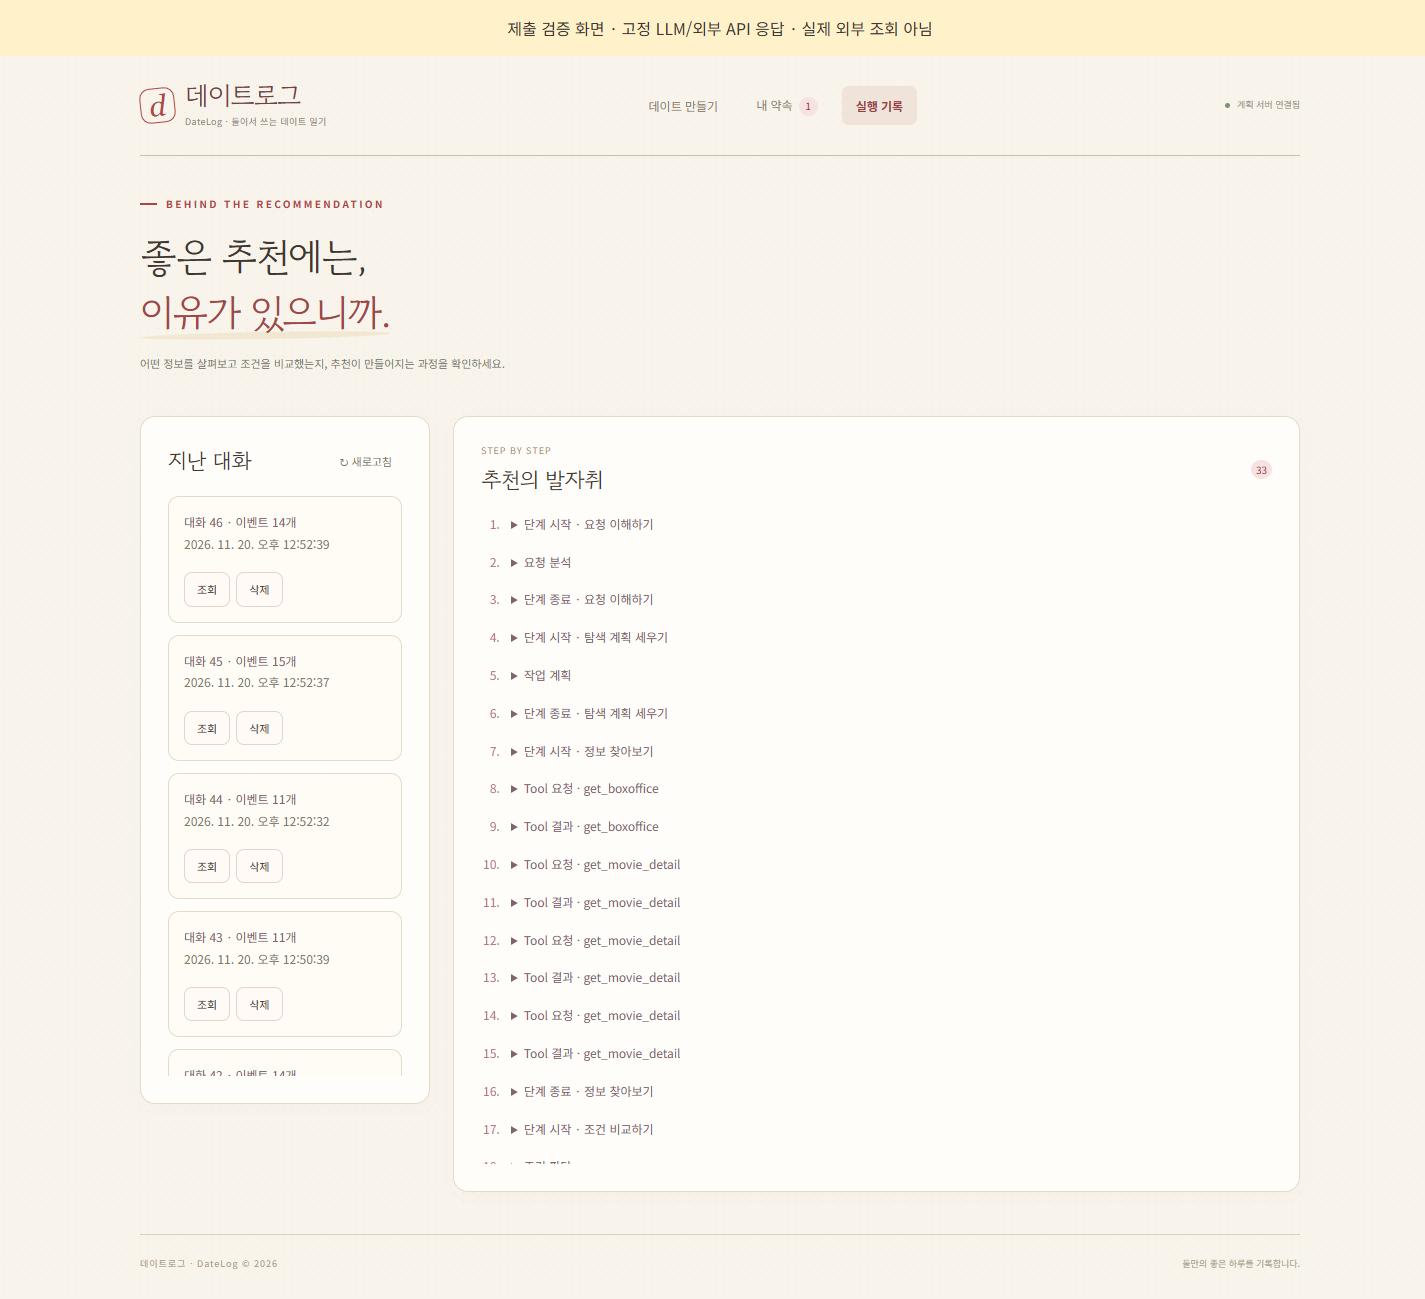 제출 검증 화면 · 고정 LLM/외부 API 응답 · 실제 외부 조회 아님
d 데이트로그
DateLog · 둘이서 쓰는 데이트 일기
데이트 만들기
내 약속 1
실행 기록
계획 서버 연결됨
BEHIND THE RECOMMENDATION
좋은 추천에는,
이유가 있으니까.
어떤 정보를 살펴보고 조건을 비교했는지, 추천이 만들어지는 과정을 확인하세요.
지난 대화
↻ 새로고침
대화 46 · 이벤트 14개
2026. 11. 20. 오후 12:52:39
조회 삭제
대화 45 · 이벤트 15개
2026. 11. 20. 오후 12:52:37
조회 삭제
대화 44 · 이벤트 11개
2026. 11. 20. 오후 12:52:32
조회 삭제
대화 43 · 이벤트 11개
2026. 11. 20. 오후 12:50:39
조회 삭제
대화 42 · 이벤트 14개
STEP BY STEP
추천의 발자취
33
1. ▶ 단계 시작 · 요청 이해하기
2. ▶ 요청 분석
3. ▶ 단계 종료 · 요청 이해하기
4. ▶ 단계 시작 · 탐색 계획 세우기
5. ▶ 작업 계획
6. ▶ 단계 종료 · 탐색 계획 세우기
7. ▶ 단계 시작 · 정보 찾아보기
8. ▶ Tool 요청 · get_boxoffice
9. ▶ Tool 결과 · get_boxoffice
10. ▶ Tool 요청 · get_movie_detail
11. ▶ Tool 결과 · get_movie_detail
12. ▶ Tool 요청 · get_movie_detail
13. ▶ Tool 결과 · get_movie_detail
14. ▶ Tool 요청 · get_movie_detail
15. ▶ Tool 결과 · get_movie_detail
16. ▶ 단계 종료 · 정보 찾아보기
17. ▶ 단계 시작 · 조건 비교하기
데이트로그 · DateLog © 2026
둘만의 좋은 하루를 기록합니다.